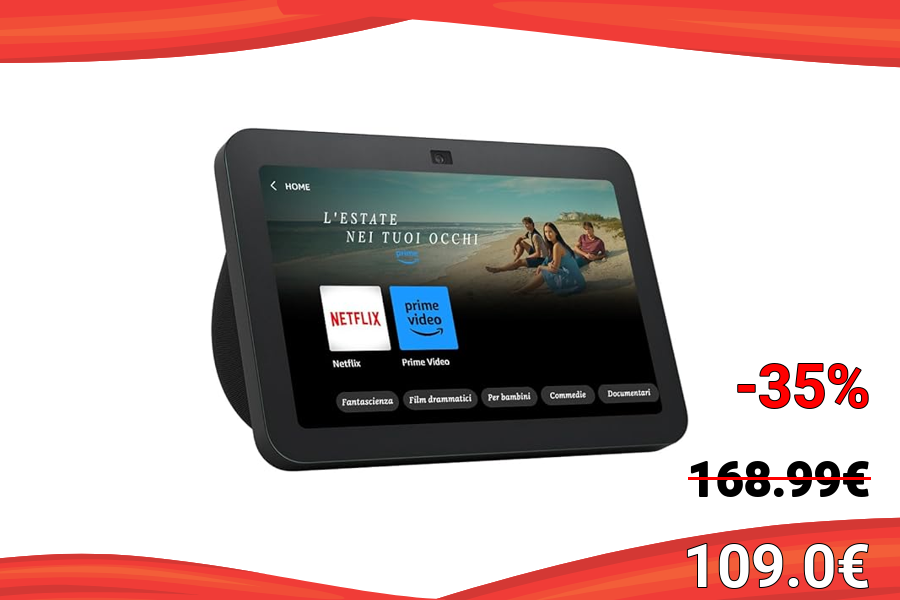 HOME
L'ESTATE
NEI TUOI OCCHI
prime
NETFLIX
prime
video
Netflix
Prime Video
Fantascienza
Film drammatici
Per bambini
Commedie
Documentari
-35%
168.99€
109.0€